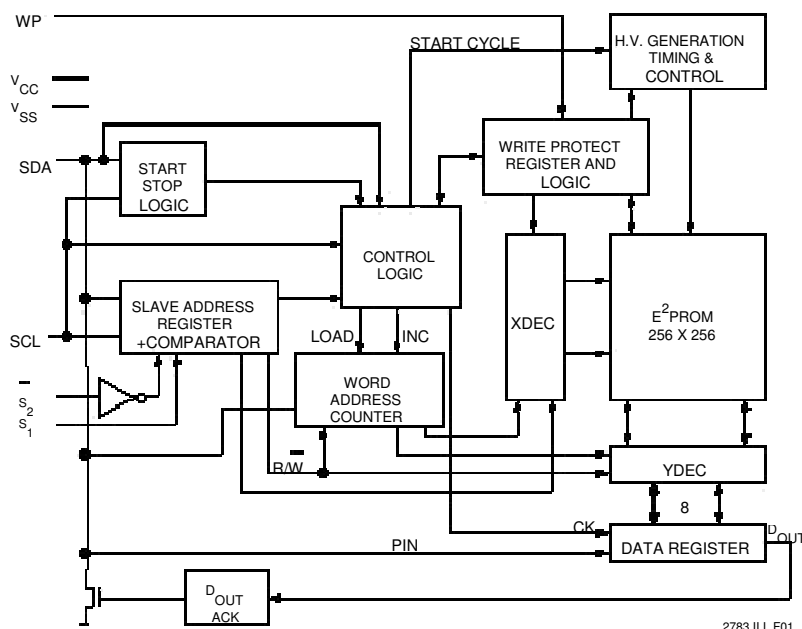 WP
START CYCLE
H.V. GENERATION
TIMING &
CONTROL
VCC
VSS
SDA
START
STOP
LOGIC
WRITE PROTECT
REGISTER AND
LOGIC
CONTROL
LOGIC
SLAVE ADDRESS
REGISTER
+COMPARATOR
SCL
LOAD
INC
XDEC
E2PROM
256 X 256
S2
S1
WORD
ADDRESS
COUNTER
R/W
YDEC
8
CK
PIN
DATA REGISTER
DOUT
DOUT
ACK
2783 ILL F01